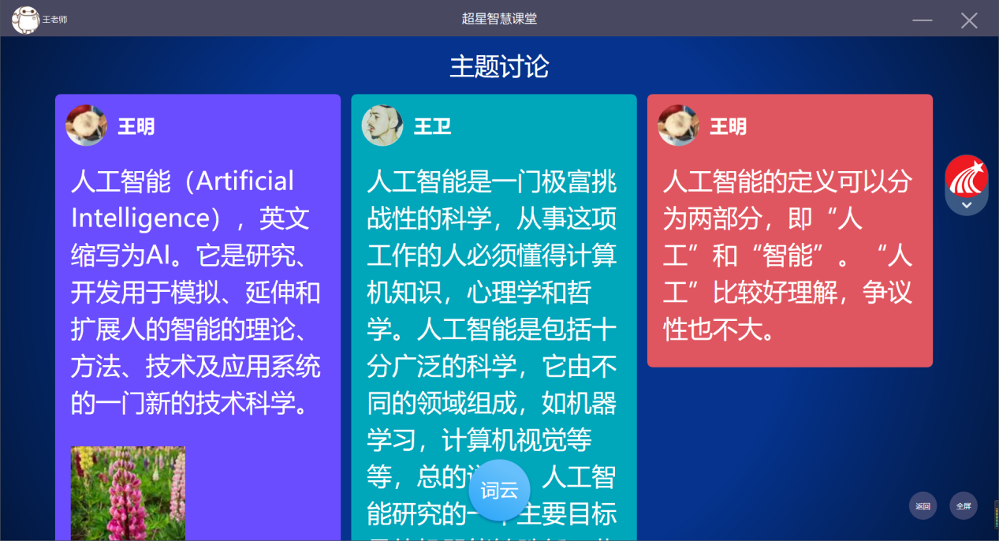 王老师
超星智慧课堂
主题讨论
王明
人工智能（Artificial
Intelligence），英文
缩写为AI。它是研究、
开发用于模拟、延伸和
扩展人的智能的理论、
方法、技术及应用系统
的一门新的技术科学。
王卫
人工智能是一门极富挑
战性的科学，从事这项
工作的人必须懂得计算
机知识，心理学和哲
学。人工智能是包括十
分广泛的科学，它由不
同的领域组成，如机器
学习，计算机视觉等
等，总的 人工智
能研究的一 主要目标
王明
人工智能的定义可以分
为两部分，即“人
工”和“智能”。“人
工”比较好理解，争议
性也不大。
词云
返回
全屏